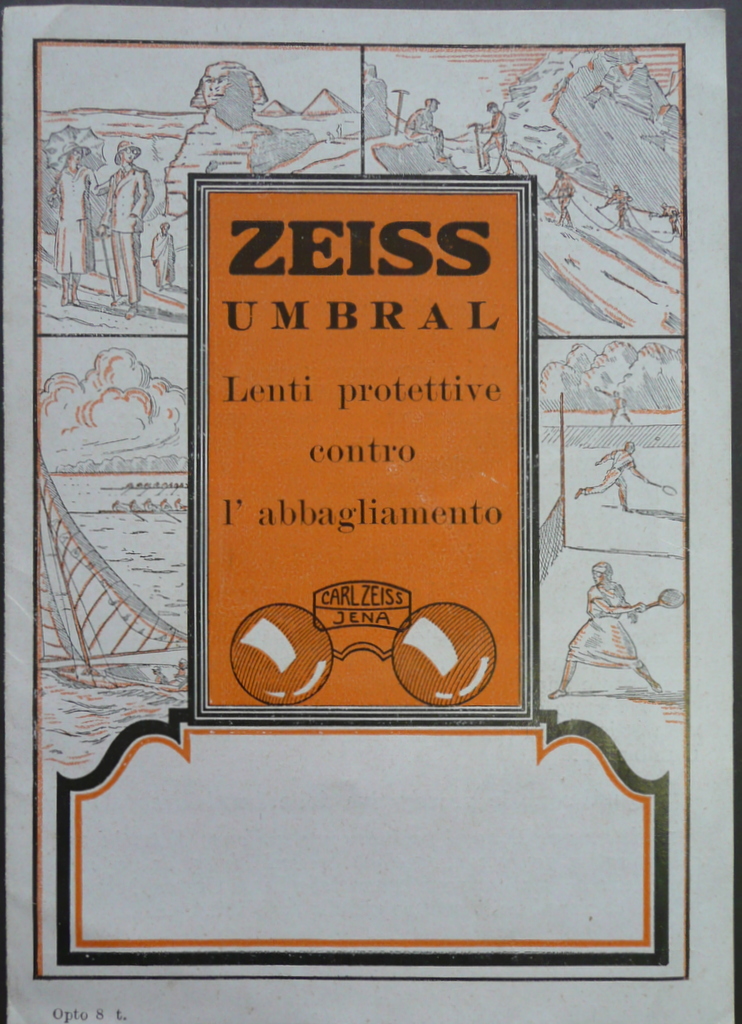 ZEISS
UMBRAL
Lenti protettive
contro
l' abbagliamento
CARL ZEISS
JENA
Opto 8 t.